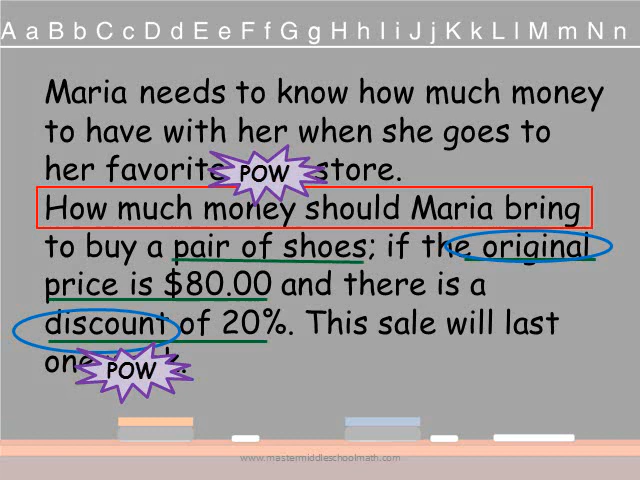 A a B b C c D d E e F f G g H h I i J j K k L l M m N n
Maria needs to know how much money
to have with her when she goes to
her favorite POW store.
How much money should Maria bring
to buy a pair of shoes; if the original
price is $80.00 and there is a
discount of 20%. This sale will last
POW
www.mastermiddleschoolmath.com